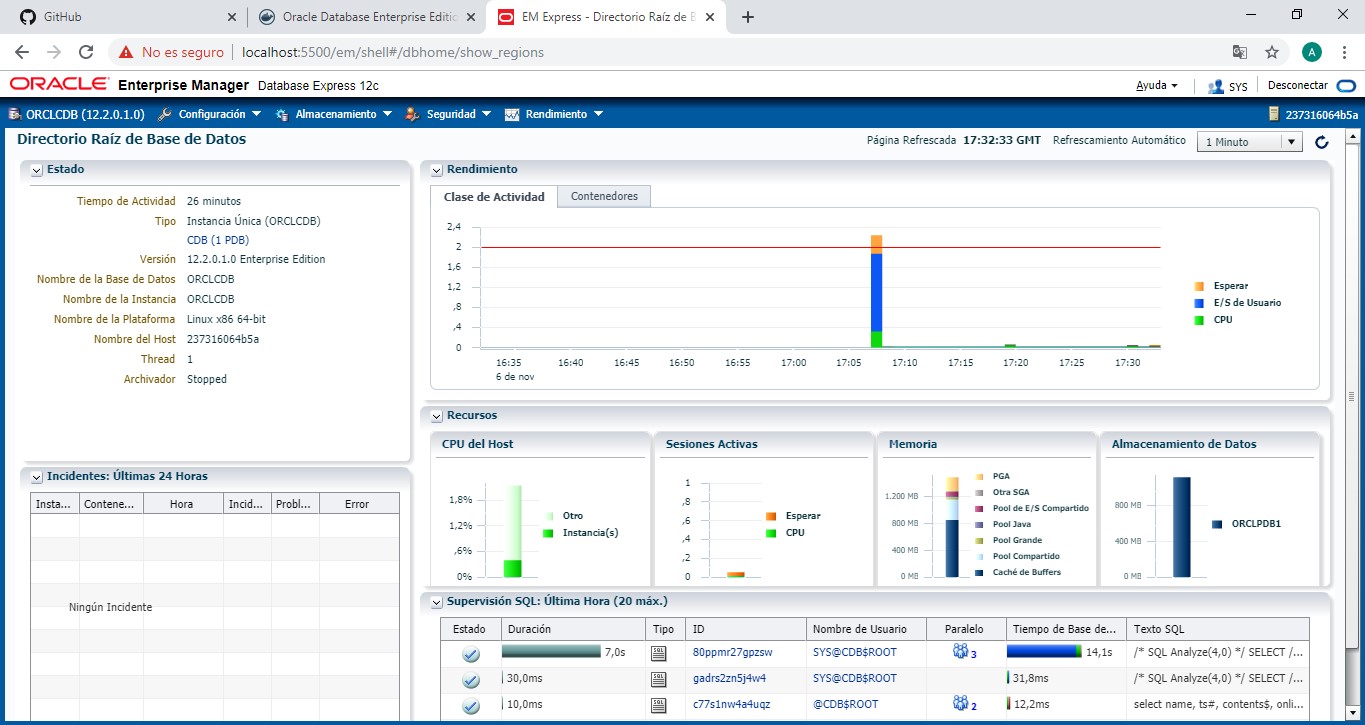 GitHub
Oracle Database Enterprise Editic
EM Express - Directorio Raíz de B
No es seguro
localhost:5500/em/shell#/dbhome/show_regions
A
ORACLE Enterprise Manager Database Express 12c
Ayuda SYS Desconectar
ORCLCDB (12.2.0.1.0) Configuración Almacenamiento Seguridad Rendimiento 237316064b5a
Directorio Raíz de Base de Datos
Página Refrescada 17:32:33 GMT Refrescamiento Automático 1 Minuto
Estado
Tiempo de Actividad 26 minutos
Tipo Instancia Única (ORCLCDB)
CDB (1 PDB)
Versión 12.2.0.1.0 Enterprise Edition
Nombre de la Base de Datos ORCLCDB
Nombre de la Instancia ORCLCDB
Nombre de la Plataforma Linux x86 64-bit
Nombre del Host 237316064b5a
Thread 1
Archivador Stopped
Incidentes: Últimas 24 Horas
Insta... Contene... Hora Incid... Probl... Error
Ningún Incidente
Rendimiento
Clase de Actividad Contenedores
2,4
2
1,6
1,2
,8
,4
0
16:35 16:40 16:45 16:50 16:55 17:00 17:05 17:10 17:15 17:20 17:25 17:30
6 de nov
Esperar
E/S de Usuario
CPU
Recursos
CPU del Host
1,8%
1,2%
,6%
0%
Otro
Instancia(s)
Sesiones Activas
1
,8
,6
,4
,2
0
Esperar
CPU
Memoria
1.200 MB
800 MB
400 MB
0 MB
PGA
Otra SGA
Pool de E/S Compartido
Pool Java
Pool Grande
Pool Compartido
Caché de Buffers
Almacenamiento de Datos
800 MB
400 MB
0 MB
ORCLPDB1
Supervisión SQL: Última Hora (20 máx.)
Estado Duración Tipo ID Nombre de Usuario Paralelo Tiempo de Base de... Texto SQL
7,0s SQL 80ppmr27gpzsw SYS@CDB$ROOT 3 14,1s /* SQL Analyze(4,0) */ SELECT /...
30,0ms SQL gadrs2zn5j4w4 SYS@CDB$ROOT 31,8ms /* SQL Analyze(4,0) */ SELECT /...
10,0ms SQL c77s1nw4a4uqz @CDB$ROOT 2 12,2ms select name, ts#, contents$, onli...